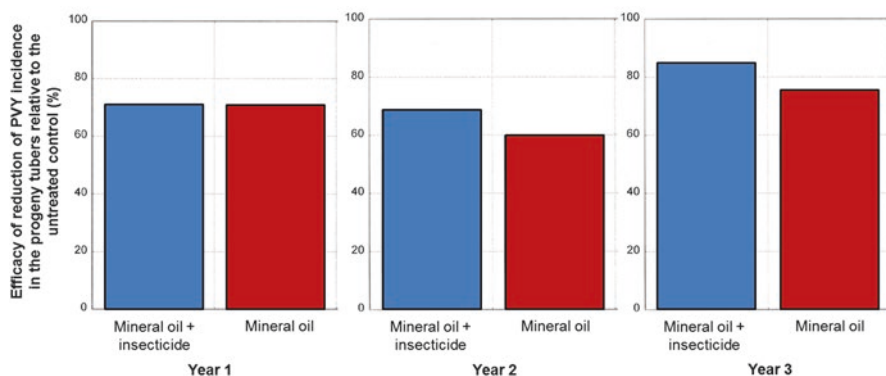 Efficacy of reduction of PVY incidence
in the progeny tubers relative to the
untreated control (%)
100
80
60
40
20
0
Mineral oil +
insecticide
Mineral oil
Year 1
100
80
60
40
20
0
Mineral oil +
insecticide
Mineral oil
Year 2
100
80
60
40
20
0
Mineral oil +
insecticide
Mineral oil
Year 3